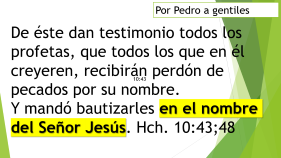 Por Pedro a gentiles
De éste dan testimonio todos los
profetas, que todos los que en él
creyeren, recibirán perdón de
10:43
pecados por su nombre.
Y mandó bautizarles en el nombre
del Señor Jesús. Hch. 10:43;48